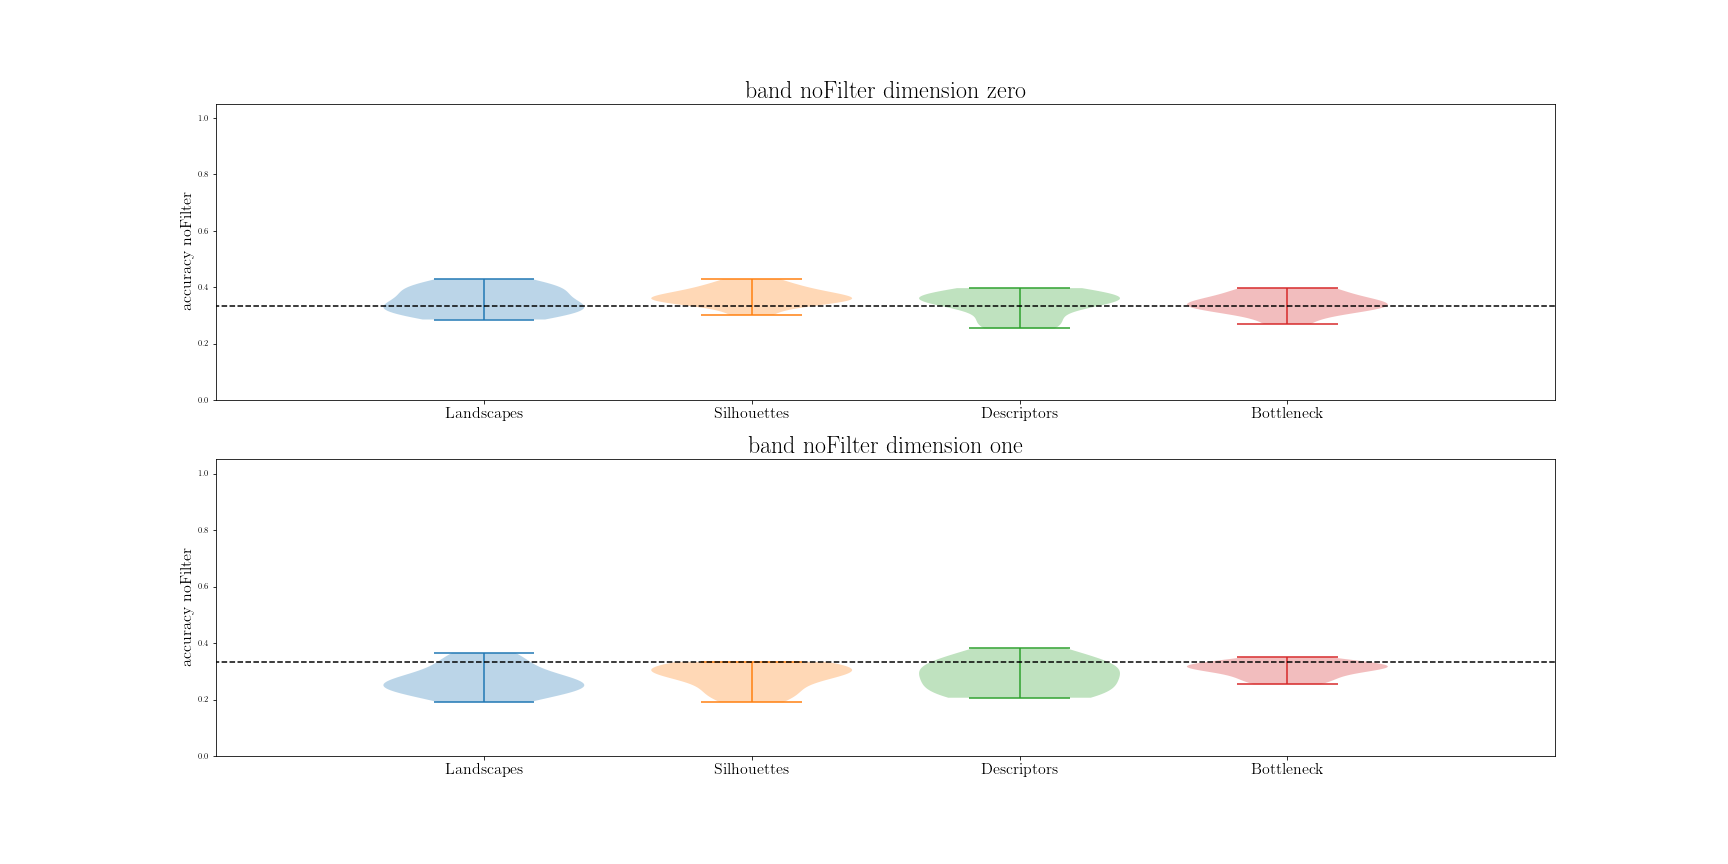 band noFilter dimension zero
accuracy noFilter
1.0
0.8
0.6
0.4
0.2
0.0
Landscapes Silhouettes Descriptors Bottleneck
band noFilter dimension one
accuracy noFilter
1.0
0.8
0.6
0.4
0.2
0.0
Landscapes Silhouettes Descriptors Bottleneck